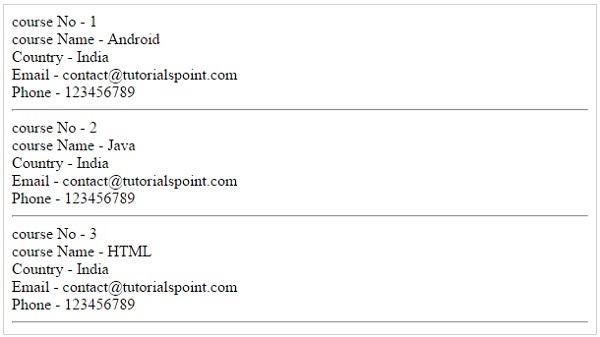 course No - 1
course Name - Android
Country - India
Email - contact@tutorialspoint.com
Phone - 123456789
course No - 2
course Name - Java
Country - India
Email - contact@tutorialspoint.com
Phone - 123456789
course No - 3
course Name - HTML
Country - India
Email - contact@tutorialspoint.com
Phone - 123456789